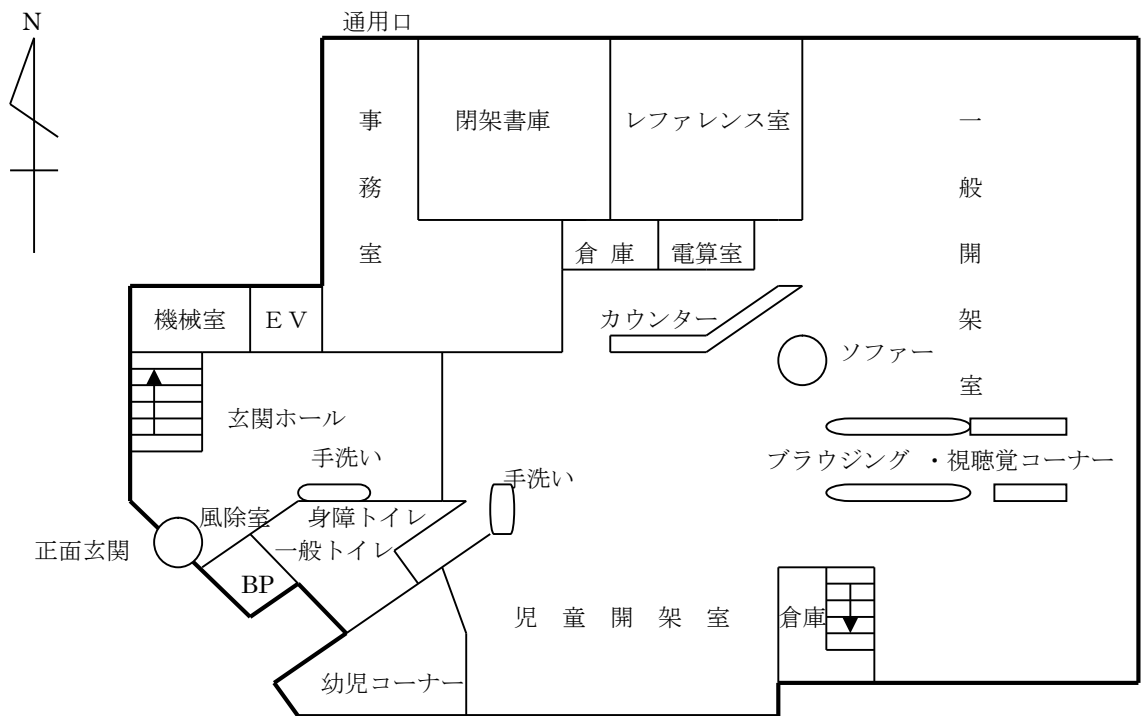 N
通用口
事務室
閉架書庫
レファレンス室
一般開架室
倉庫
電算室
機械室
EV
カウンター
ソファー
玄関ホール
手洗い
ブラウジング・視聴覚コーナー
手洗い
風除室
身障トイレ
正面玄関
一般トイレ
BP
児童開架室
倉庫
幼児コーナー